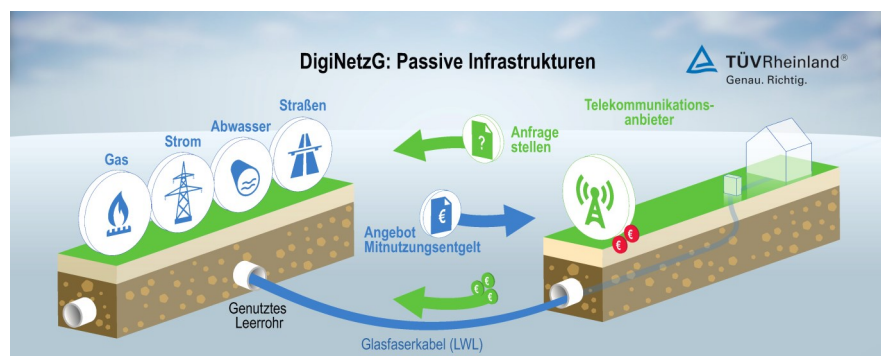 DigiNetzG: Passive Infrastrukturen
TÜVRheinland®
Genau. Richtig.
Straßen
Abwasser
Strom
Gas
Anfrage
stellen
?
Telekommunikations-
anbieter
Angebot
Mitnutzungsentgelt
€
€
€
€
€
€
Genutztes
Leerrohr
Glasfaserkabel (LWL)